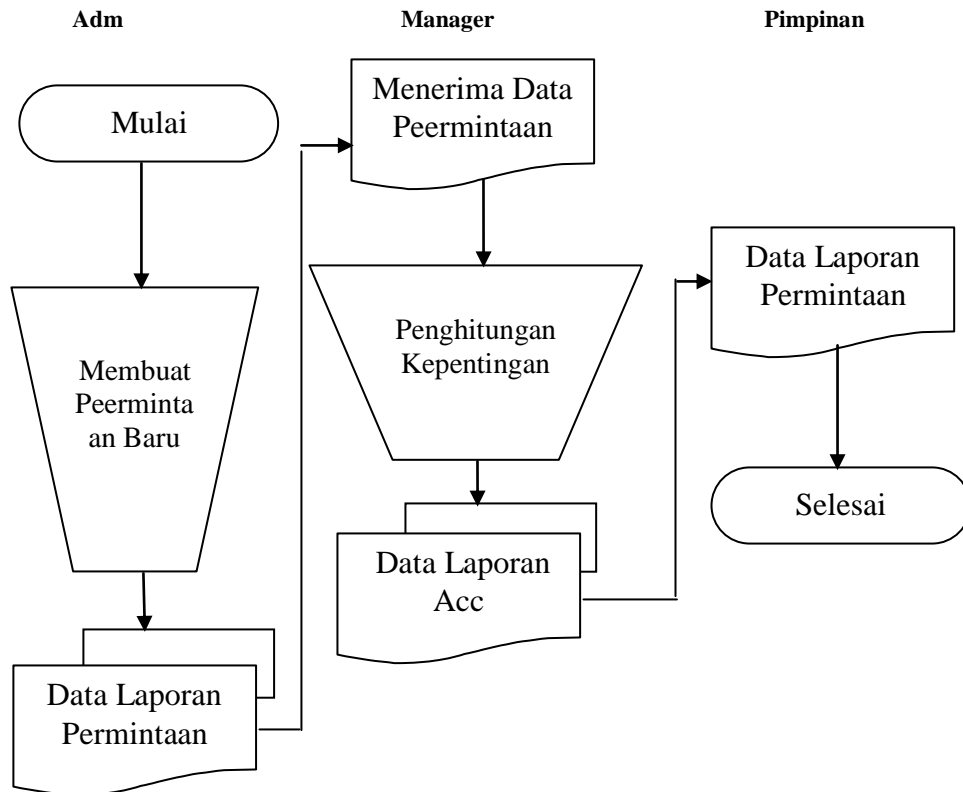 Adm
Manager
Pimpinan
Mulai
Membuat
Peerminta
an Baru
Data Laporan
Permintaan
Menerima Data
Peermintaan
Penghitungan
Kepentingan
Data Laporan
Acc
Data Laporan
Permintaan
Selesai